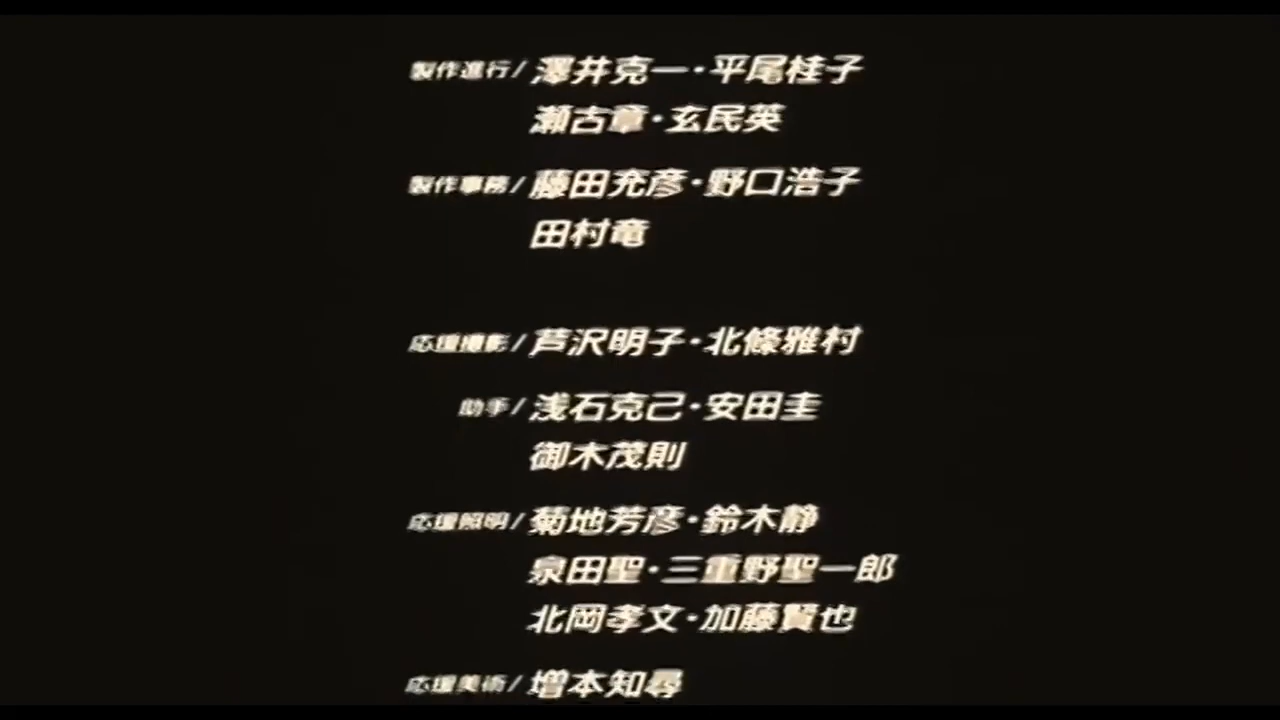 製作進行/澤井克一・平尾桂子
瀬古章・玄民英
製作事務/藤田充彦・野口浩子
田村竜
応援撮影/芦沢明子・北條雅村
助手/浅石克己・安田圭
御木茂則
応援照明/菊地芳彦・鈴木静
泉田聖・三重野聖一郎
北岡孝文・加藤賢也
応援美術/増本知尋